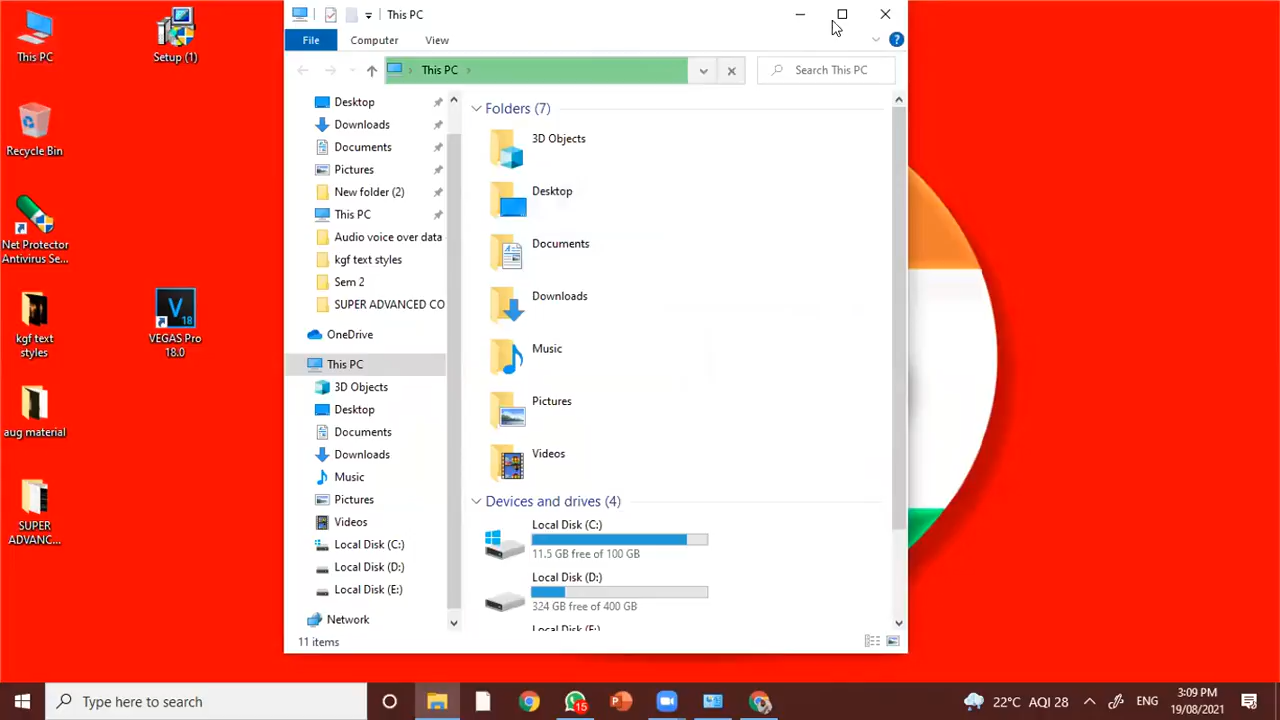 This PC
Setup (1)
Recycle Bin
Net Protector
Antivirus Se...
kgf text
styles
VEGAS Pro
18.0
aug material
SUPER
ADVANC...
This PC
File
Computer
View
This PC
Search This PC
Desktop
Downloads
Documents
Pictures
New folder (2)
This PC
Audio voice over data
kgf text styles
Sem 2
SUPER ADVANCED CO
OneDrive
This PC
3D Objects
Desktop
Documents
Downloads
Music
Pictures
Videos
Local Disk (C:)
Local Disk (D:)
Local Disk (E:)
Network
Folders (7)
3D Objects
Desktop
Documents
Downloads
Music
Pictures
Videos
Devices and drives (4)
Local Disk (C:)
11.5 GB free of 100 GB
Local Disk (D:)
324 GB free of 400 GB
Local Disk (E:)
11 items
Type here to search
15
22°C AQI 28
ENG
3:09 PM
19/08/2021